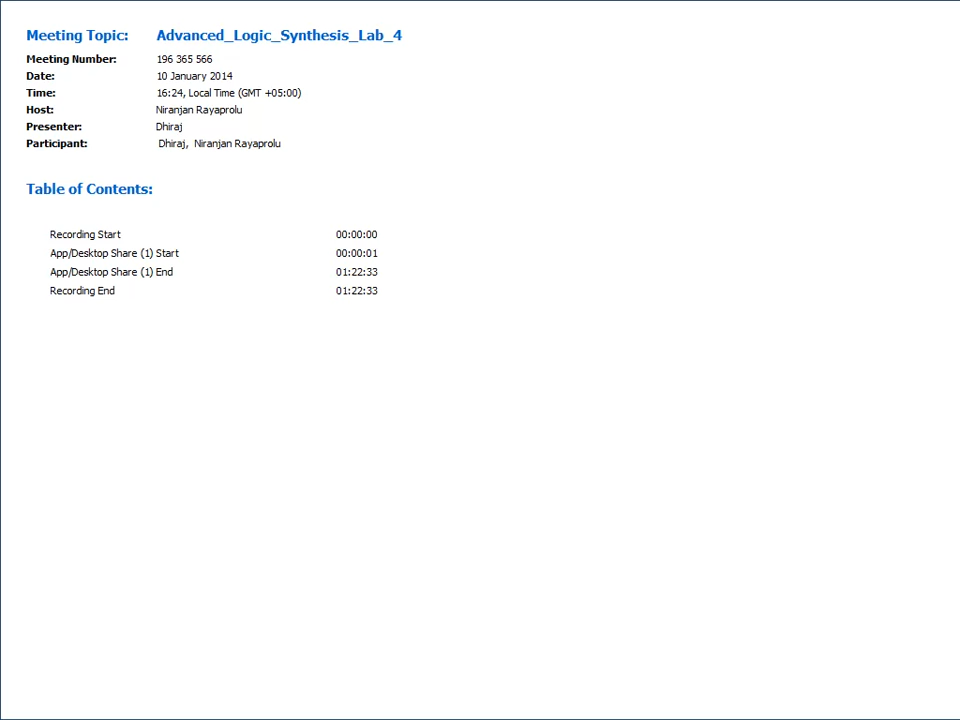 Meeting Topic: Advanced_Logic_Synthesis_Lab_4
Meeting Number: 196 365 566
Date: 10 January 2014
Time: 16:24, Local Time (GMT +05:00)
Host: Niranjan Rayaprolu
Presenter: Dhiraj
Participant: Dhiraj, Niranjan Rayaprolu
Table of Contents:
Recording Start 00:00:00
App/Desktop Share (1) Start 00:00:01
App/Desktop Share (1) End 01:22:33
Recording End 01:22:33